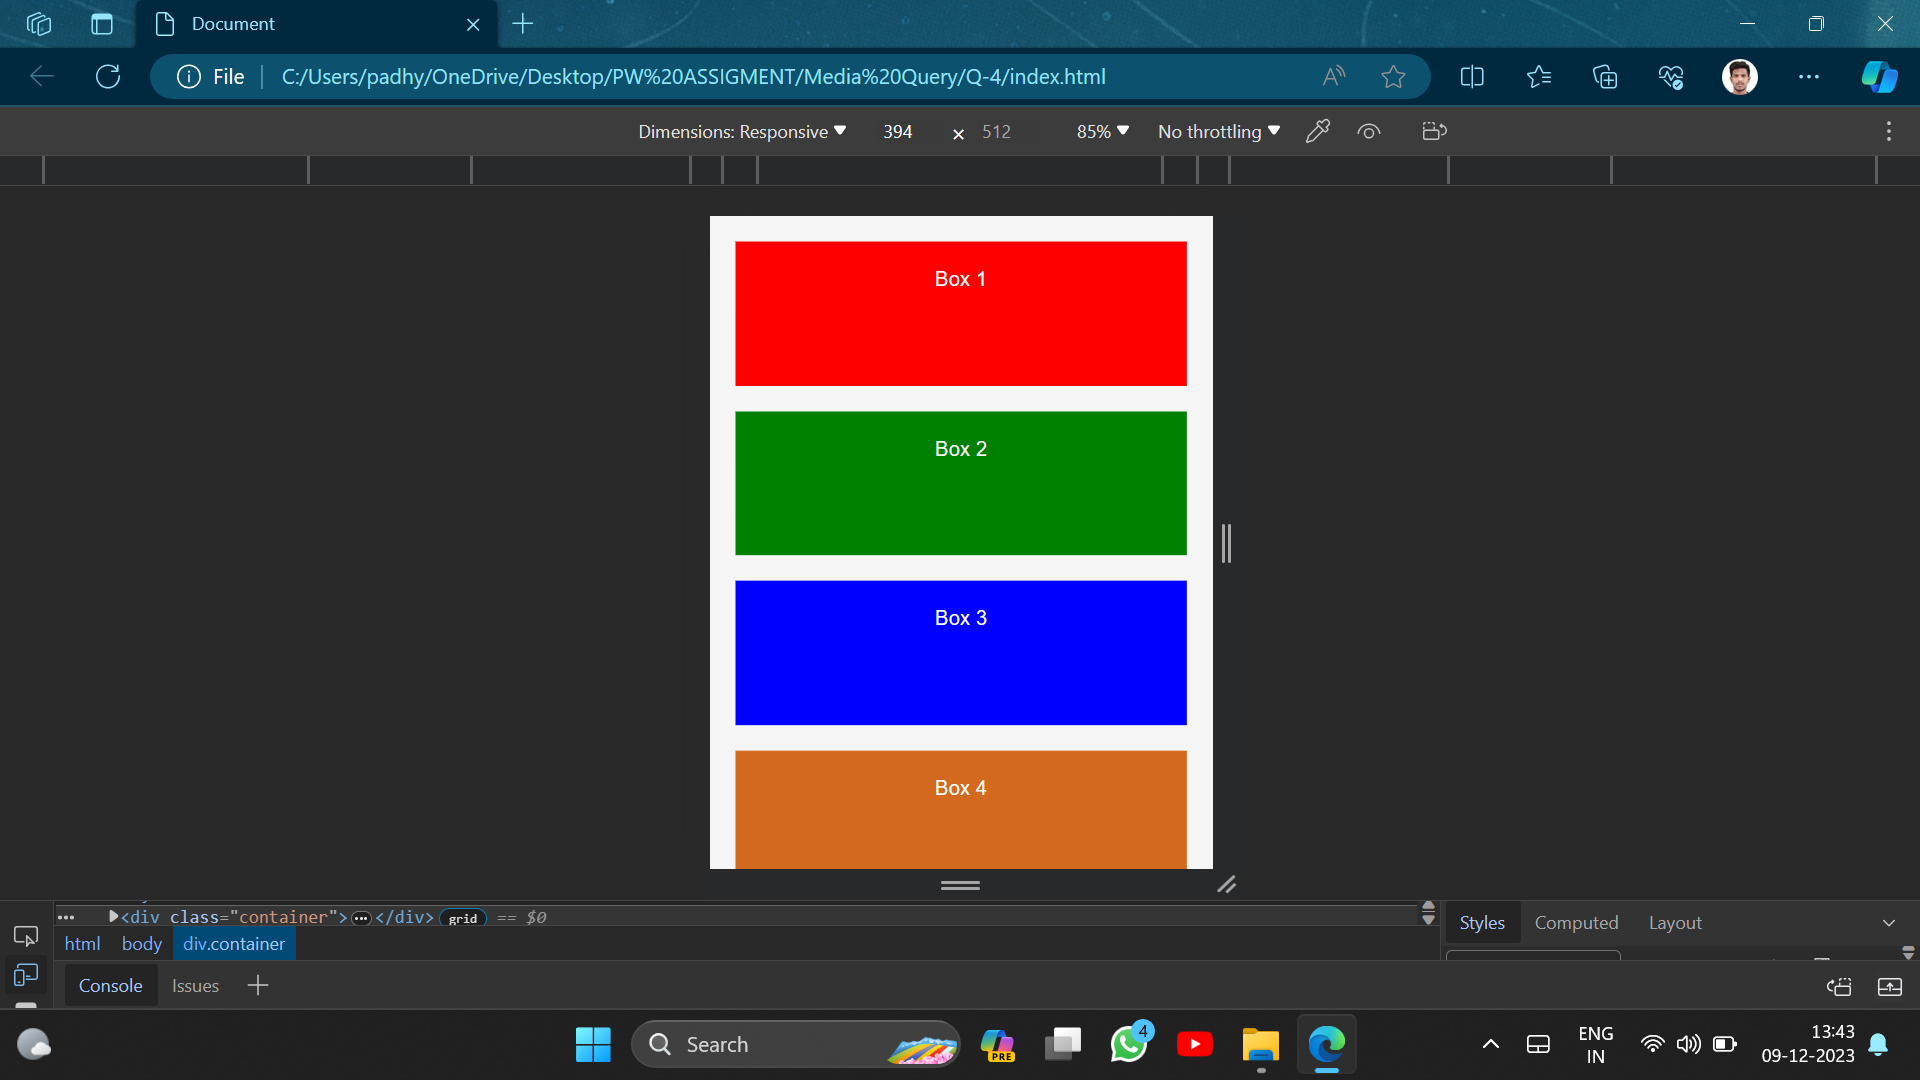 Document
File
C:/Users/padhy/OneDrive/Desktop/PW%20ASSIGMENT/Media%20Query/Q-4/index.html
Dimensions: Responsive 394 × 512 85% No throttling
Box 1
Box 2
Box 3
Box 4
<div class="container"> </div> grid == $0
html body div.container
Styles Computed Layout
Console Issues
Search
PRE
4
ENG
IN
13:43
09-12-2023